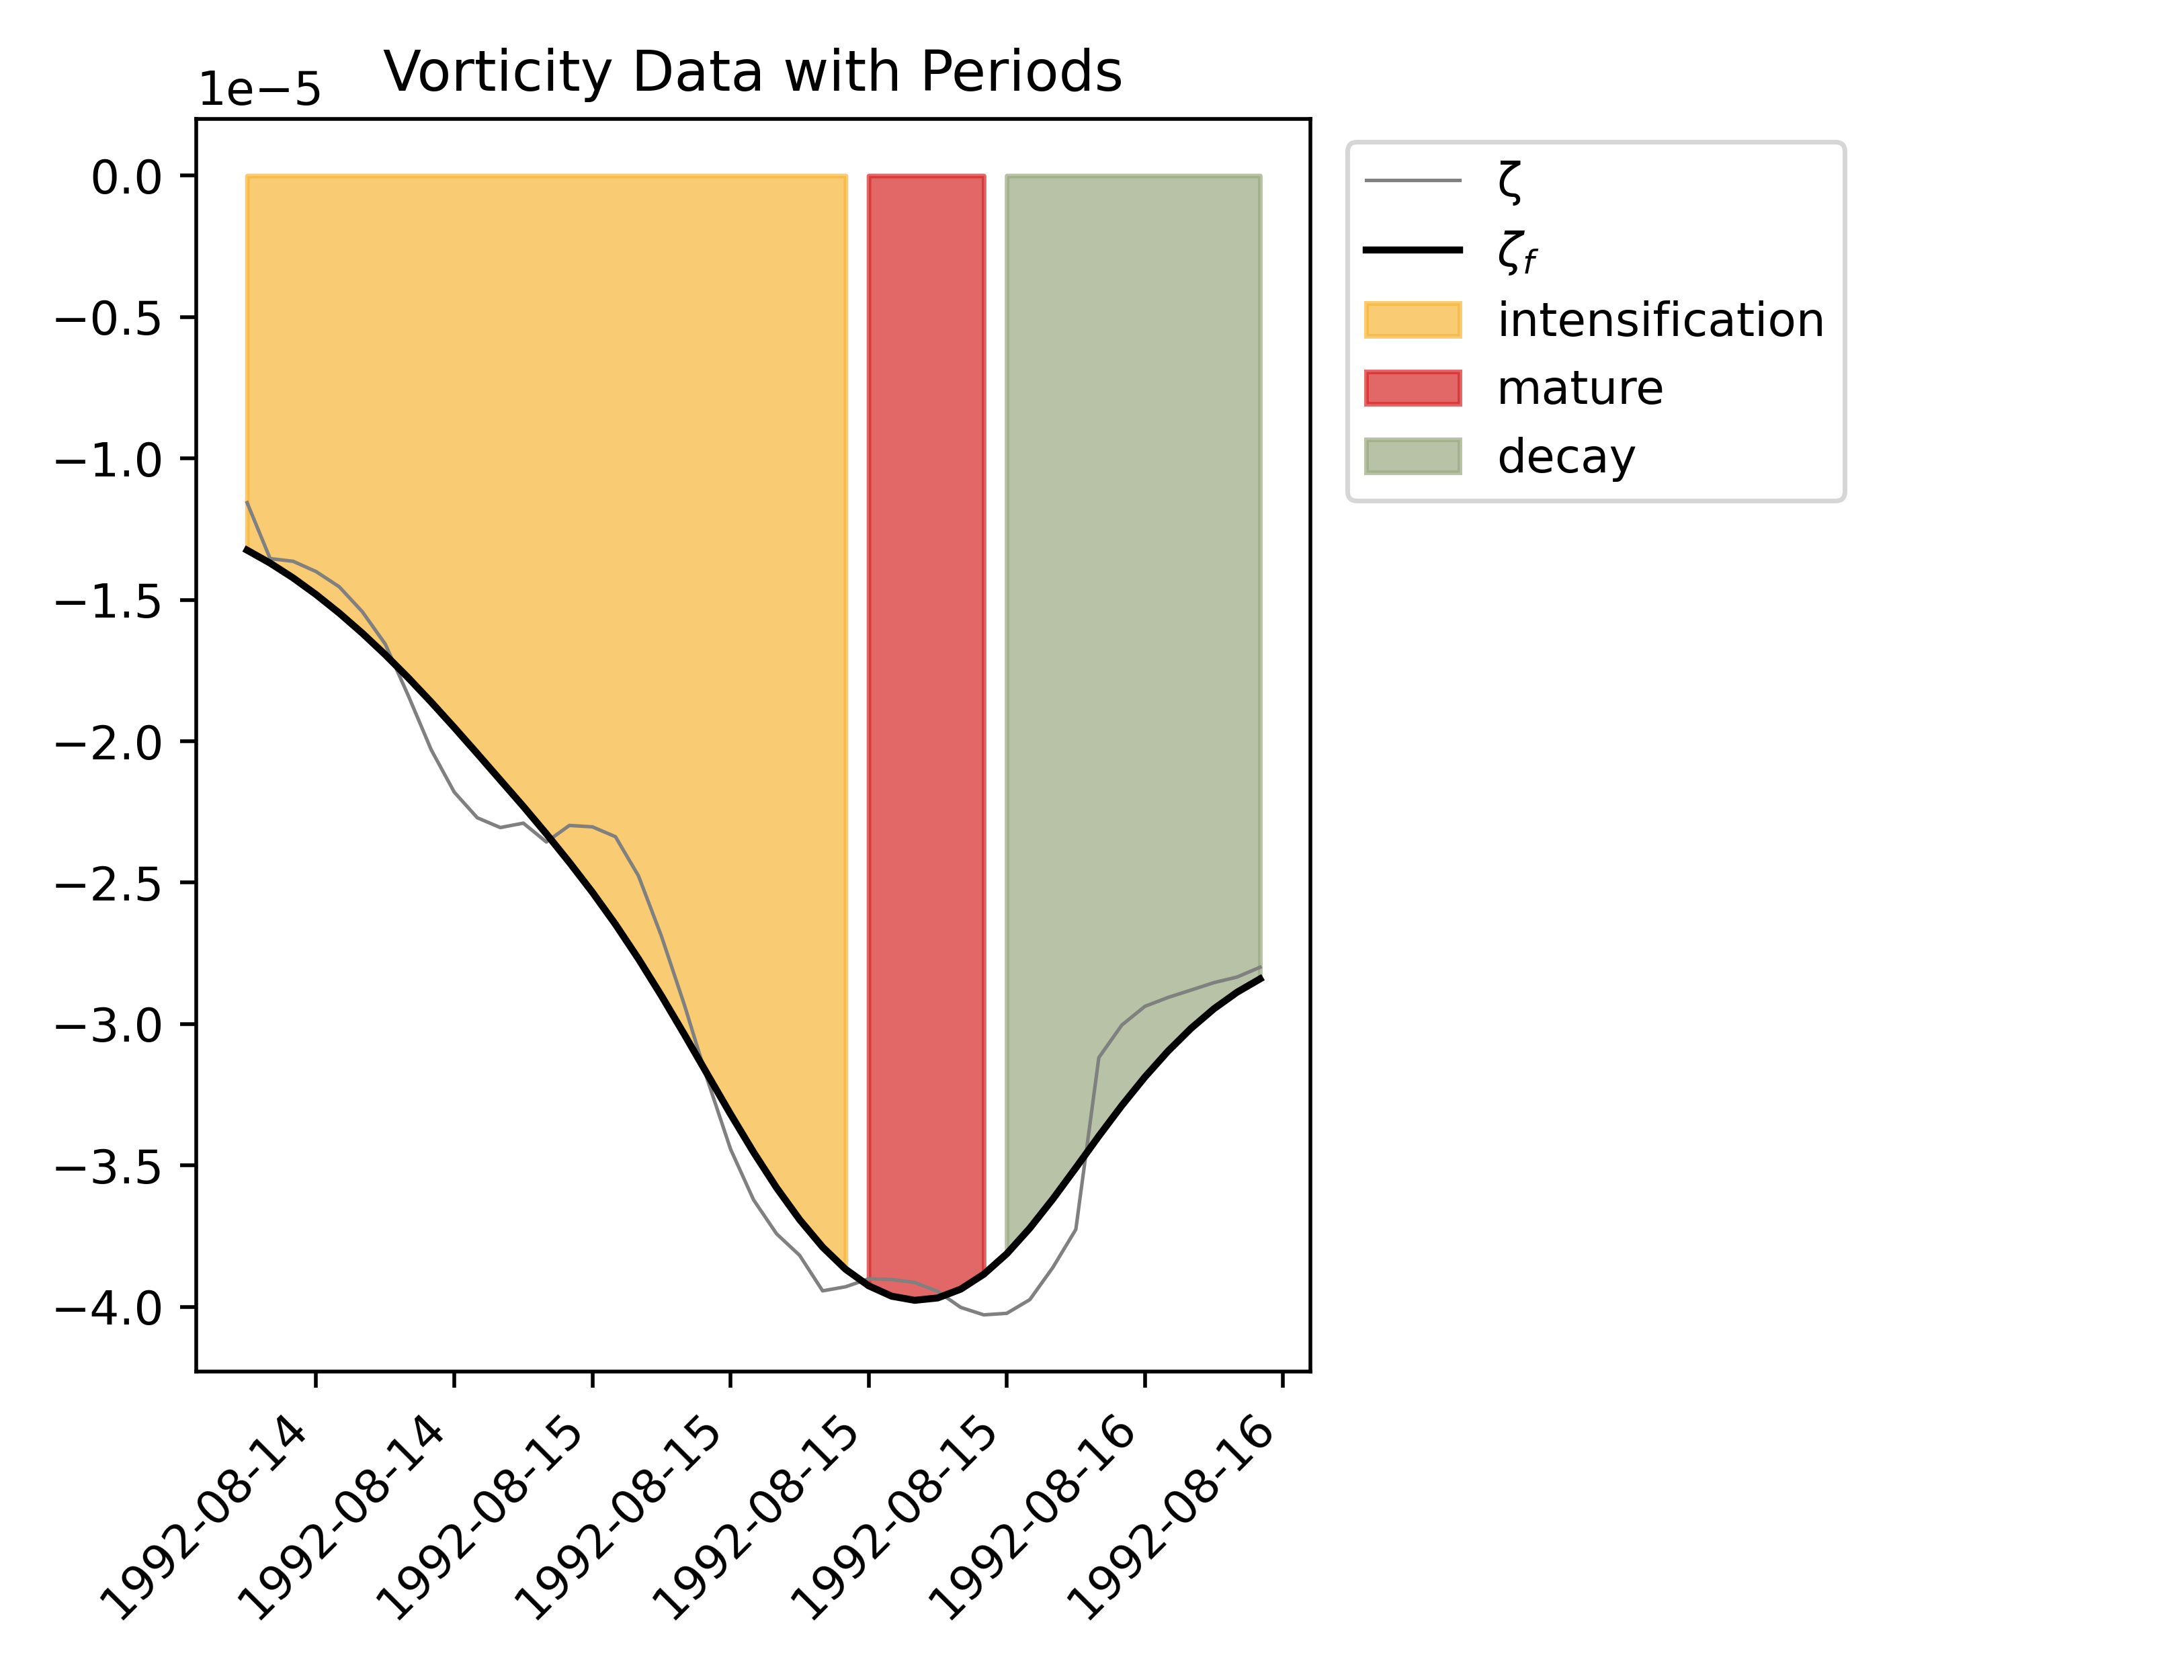 Vorticity Data with Periods
1e−5
0.0
−0.5
−1.0
−1.5
−2.0
−2.5
−3.0
−3.5
−4.0
1992-08-14
1992-08-14
1992-08-15
1992-08-15
1992-08-15
1992-08-15
1992-08-16
1992-08-16
ζ
ζf
intensification
mature
decay